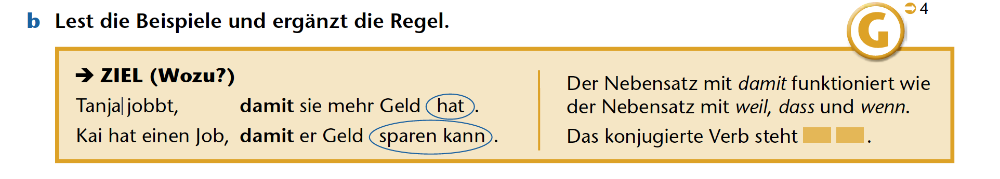 b Lest die Beispiele und ergänzt die Regel.
G 4
➔ ZIEL (Wozu?)
Tanja jobbt, damit sie mehr Geld hat.
Kai hat einen Job, damit er Geld sparen kann.
Der Nebensatz mit damit funktioniert wie
der Nebensatz mit weil, dass und wenn.
Das konjugierte Verb steht .